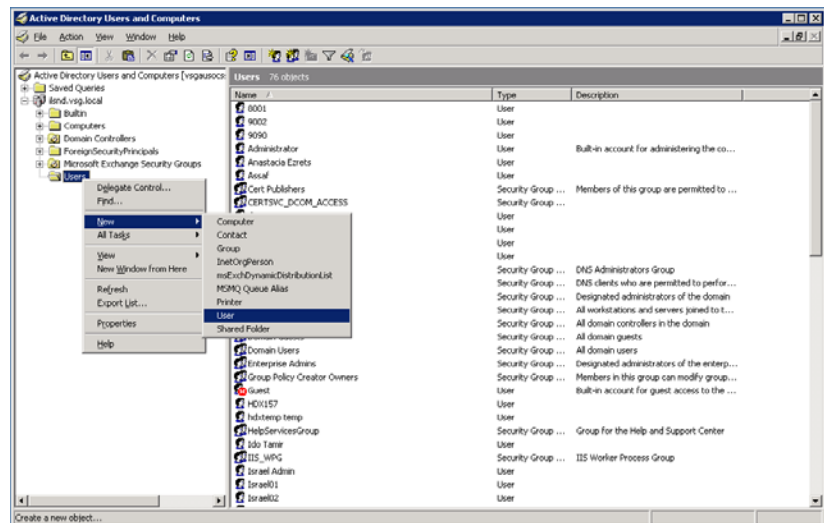 Active Directory Users and Computers
File Action View Window Help
Active Directory Users and Computers [vsgausocs
Saved Queries
ilsnd.vsg.local
Builtin
Computers
Domain Controllers
ForeignSecurityPrincipals
Microsoft Exchange Security Groups
Users
Delegate Control...
Find...
New
All Tasks
View
New Window from Here
Refresh
Export List...
Properties
Help
Computer
Contact
Group
InetOrgPerson
msExchDynamicDistributionList
MSMQ Queue Alias
Printer
User
Shared Folder
Users 76 objects
Name Type Description
8001 User
9002 User
9090 User
Administrator User Built-in account for administering the co...
Anastacia Ezrets User
Assaf User
Cert Publishers Security Group ... Members of this group are permitted to ...
CERTSVC_DCOM_ACCESS Security Group ...
User
User
User
User
Security Group ... DNS Administrators Group
Security Group ... DNS clients who are permitted to perfor...
Security Group ... Designated administrators of the domain
Security Group ... All workstations and servers joined to t...
Security Group ... All domain controllers in the domain
Security Group ... All domain guests
Domain Users Security Group ... All domain users
Enterprise Admins Security Group ... Designated administrators of the enterp...
Group Policy Creator Owners Security Group ... Members in this group can modify group...
Guest User Built-in account for guest access to the ...
HDX157 User
hdxtemp temp User
HelpServicesGroup Security Group ... Group for the Help and Support Center
Ido Tamir User
IIS_WPG Security Group ... IIS Worker Process Group
Israel Admin User
Israel01 User
Israel02 User
Create a new object...